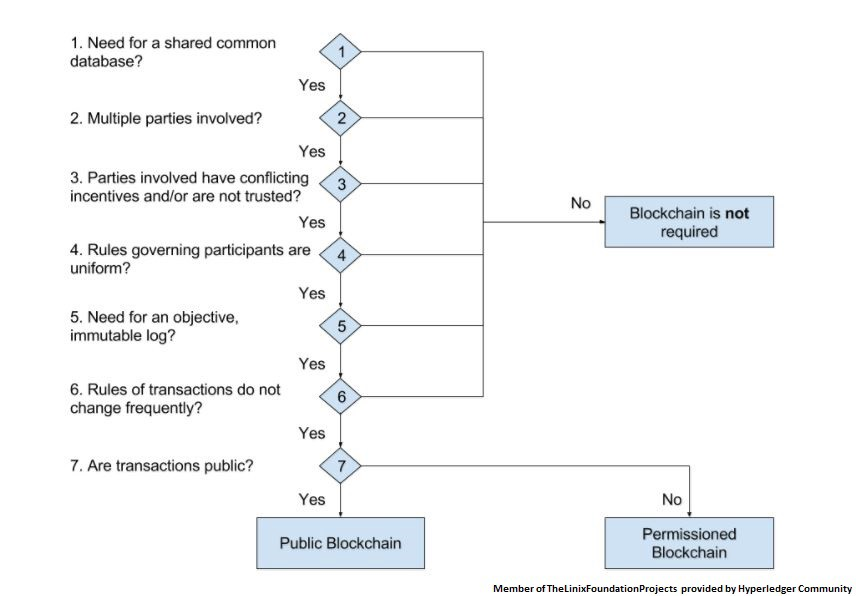 1. Need for a shared common
database?
1
Yes
2. Multiple parties involved?
2
Yes
3. Parties involved have conflicting
incentives and/or are not trusted?
3
No
Blockchain is not
required
Yes
4. Rules governing participants are
uniform?
4
Yes
5. Need for an objective,
immutable log?
5
Yes
6. Rules of transactions do not
change frequently?
6
Yes
7. Are transactions public?
7
Yes
No
Public Blockchain
Permissioned
Blockchain
Member of TheLinixFoundationProjects provided by Hyperledger Community